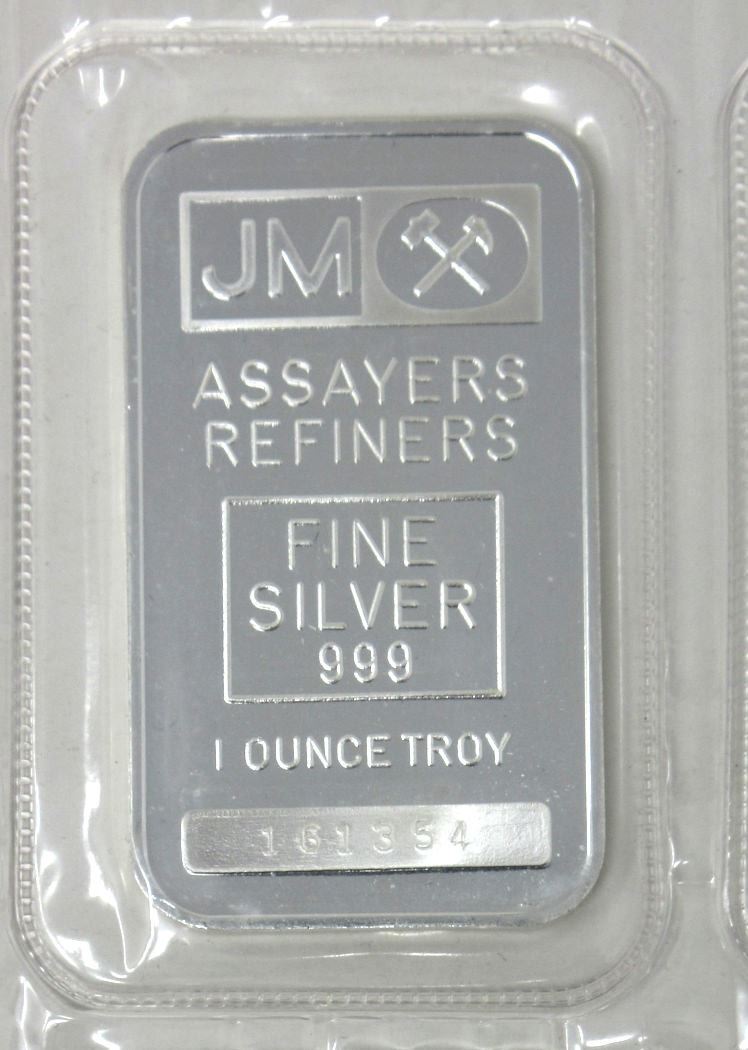 JM
ASSAYERS
REFINERS
FINE
SILVER
999
1 OUNCE TROY
161354